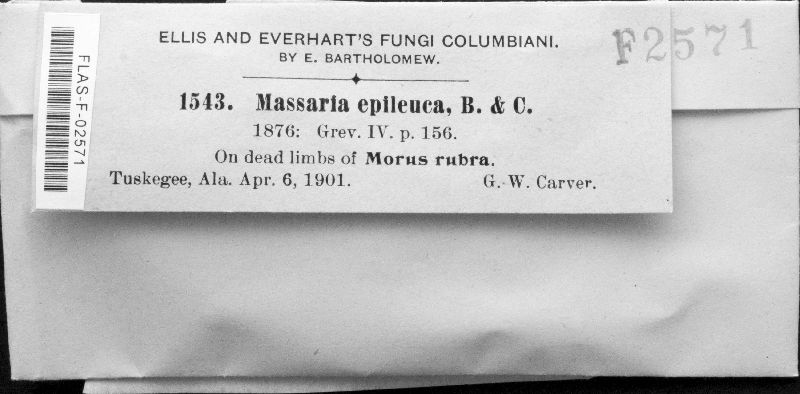 ELLIS AND EVERHART'S FUNGI COLUMBIANI.
BY E. BARTHOLOMEW.
F2571
FLAS-F-02571
1543. Massaria epileuca, B. & C.
1876: Grev. IV. p. 156.
On dead limbs of Morus rubra.
Tuskegee, Ala. Apr. 6, 1901. G. W. Carver.